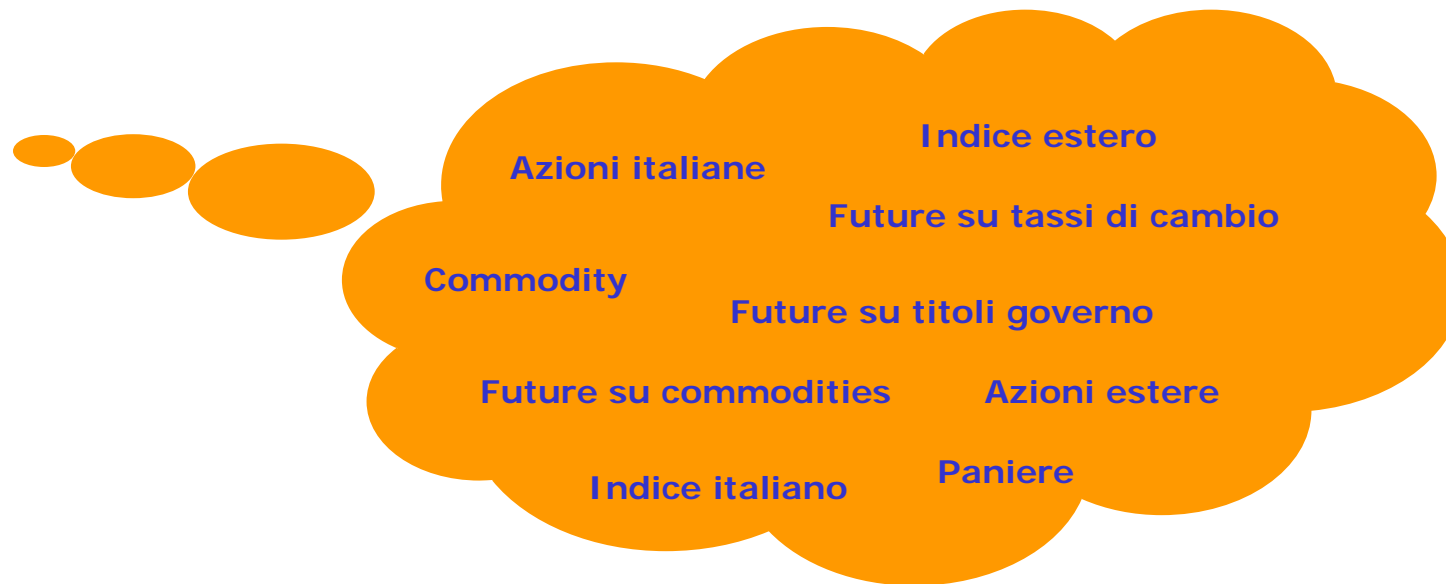 Indice estero
Azioni italiane
Future su tassi di cambio
Commodity
Future su titoli governo
Future su commodities
Azioni estere
Paniere
Indice italiano